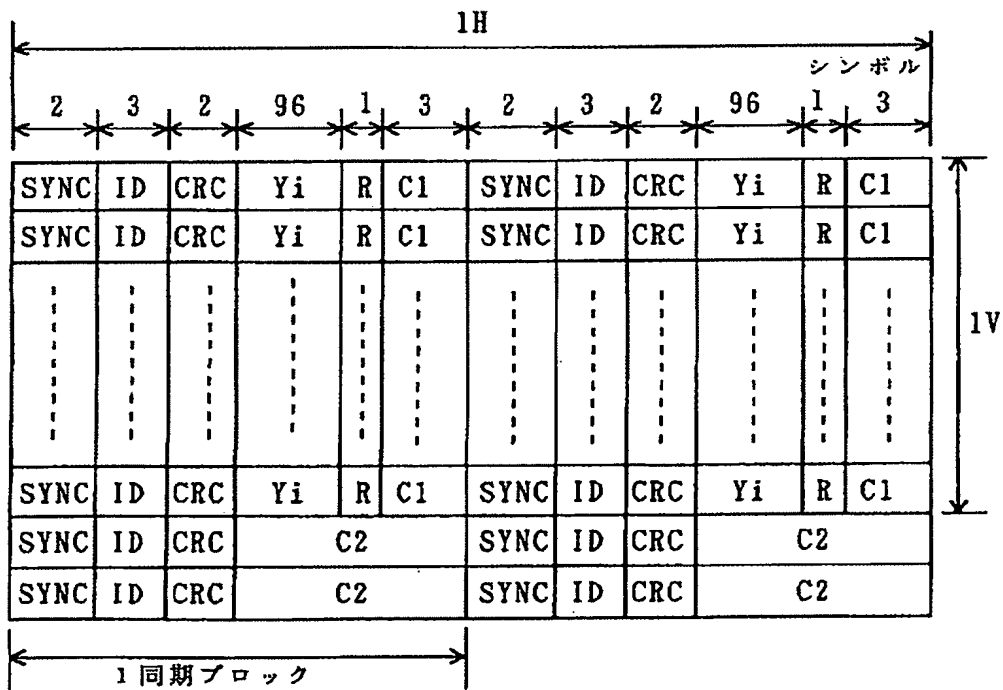 1H
シンボル
2 3 2 96 1 3 2 3 2 96 1 3
SYNC ID CRC Yi R C1 SYNC ID CRC Yi R C1
SYNC ID CRC Yi R C1 SYNC ID CRC Yi R C1
1V
SYNC ID CRC Yi R C1 SYNC ID CRC Yi R C1
SYNC ID CRC C2 SYNC ID CRC C2
SYNC ID CRC C2 SYNC ID CRC C2
1同期ブロック